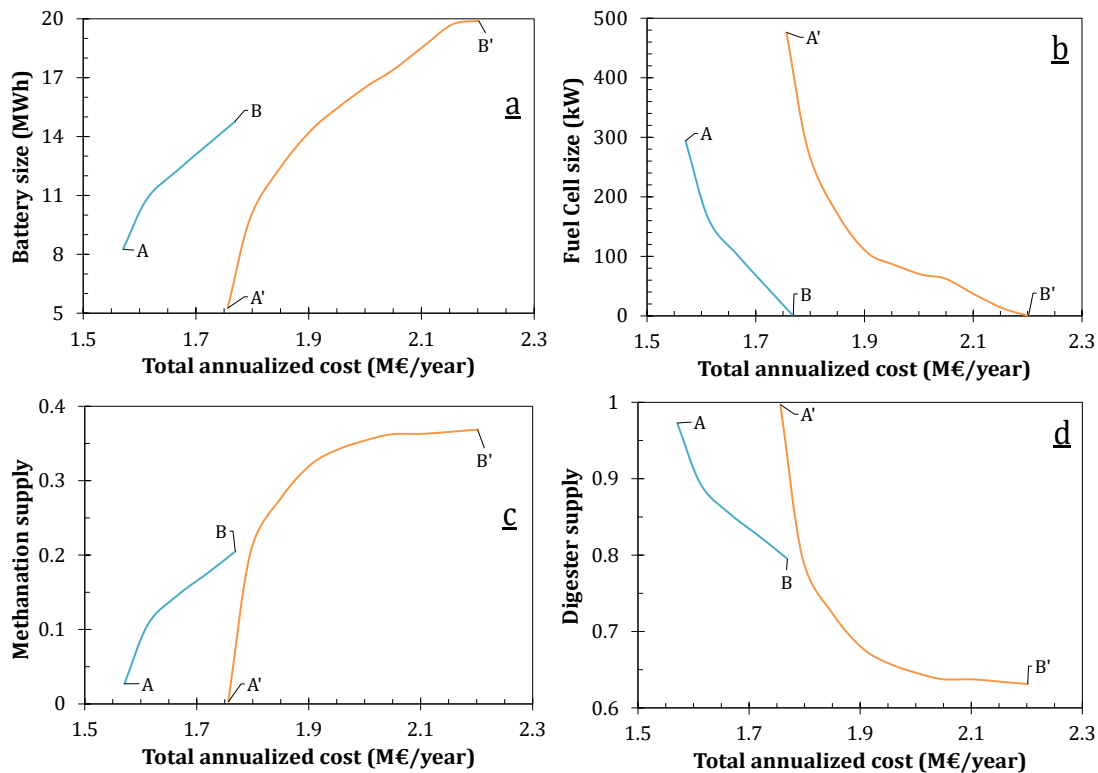 20
17
14
11
8
5
Battery size (MWh)
a
A
B
A'
B'
1.5 1.7 1.9 2.1 2.3
Total annualized cost (M€/year)
500
400
300
200
100
0
Fuel Cell size (kW)
b
A'
A
B
B'
1.5 1.7 1.9 2.1 2.3
Total annualized cost (M€/year)
0.4
0.3
0.2
0.1
0
Methanation supply
c
B
A
A'
B'
1.5 1.7 1.9 2.1 2.3
Total annualized cost (M€/year)
1
0.9
0.8
0.7
0.6
Digester supply
d
A
A'
B
B'
1.5 1.7 1.9 2.1 2.3
Total annualized cost (M€/year)